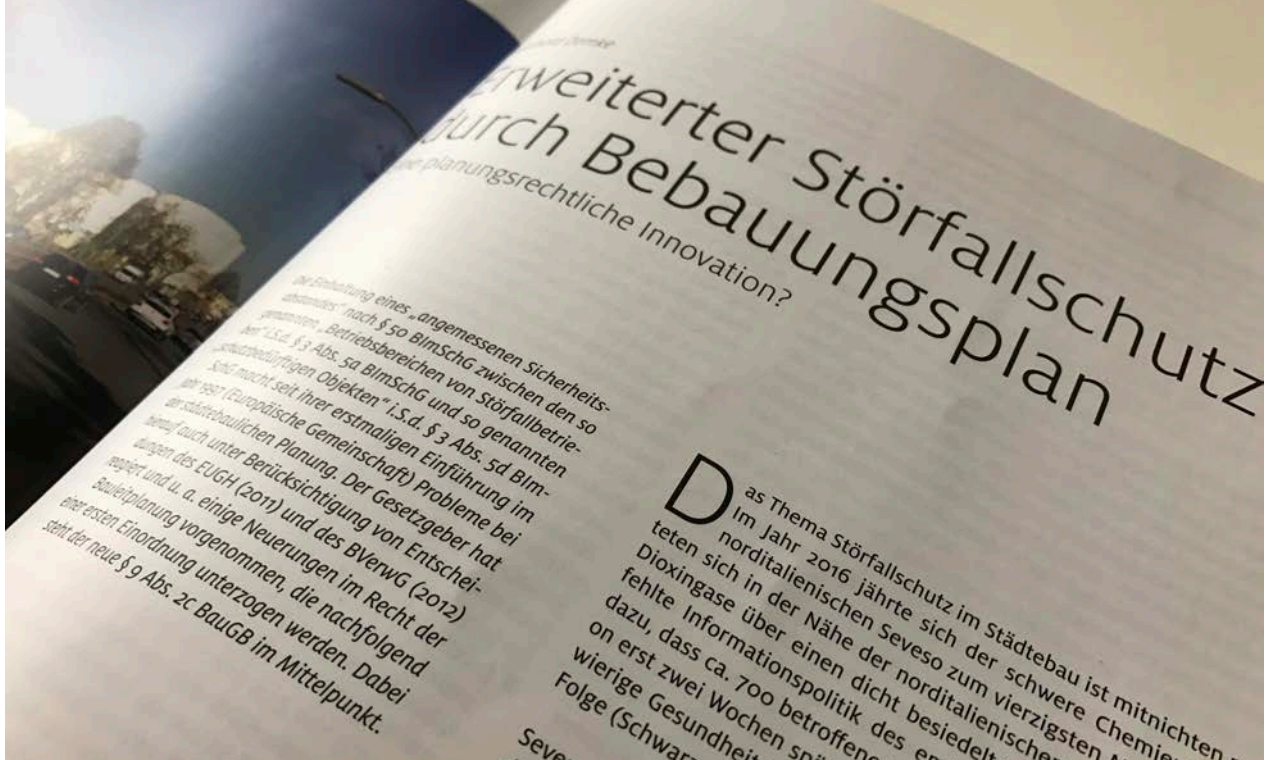 Erweiterter Störfallschutz
durch Bebauungsplan
planungsrechtliche Innovation?
Die Einhaltung eines „angemessenen Sicherheits-
abstandes“ nach § 50 BImSchG zwischen den so
genannten „Betriebsbereichen von Störfallbetrie-
ben“ i.S.d. § 3 Abs. 5a BImSchG und so genannten
„schutzbedürftigen Objekten“ i.S.d. § 3 Abs. 5d BIm-
SchG macht seit ihrer erstmaligen Einführung im
Jahr 1997 (Europäische Gemeinschaft) Probleme bei
der städtebaulichen Planung. Der Gesetzgeber hat
hierauf auch unter Berücksichtigung von Entschei-
dungen des EUGH (2011) und des BVerwG (2012)
reagiert und u. a. einige Neuerungen im Recht der
Bauleitplanung vorgenommen, die nachfolgend
einer ersten Einordnung unterzogen werden. Dabei
steht der neue § 9 Abs. 2c BauGB im Mittelpunkt.
Das Thema Störfallschutz im Städtebau ist mitnichten
Im Jahr 2016 jährte sich der schwere Chemie
norditalienischen Seveso zum vierzigsten
teten sich in der Nähe der norditalienischen
Dioxingase über einen dicht besiedelt
fehlte Informationspolitik des
dazu, dass ca. 700 betroffene
on erst zwei Wochen
wierige Gesundheit
Folge (Schwar
Seve